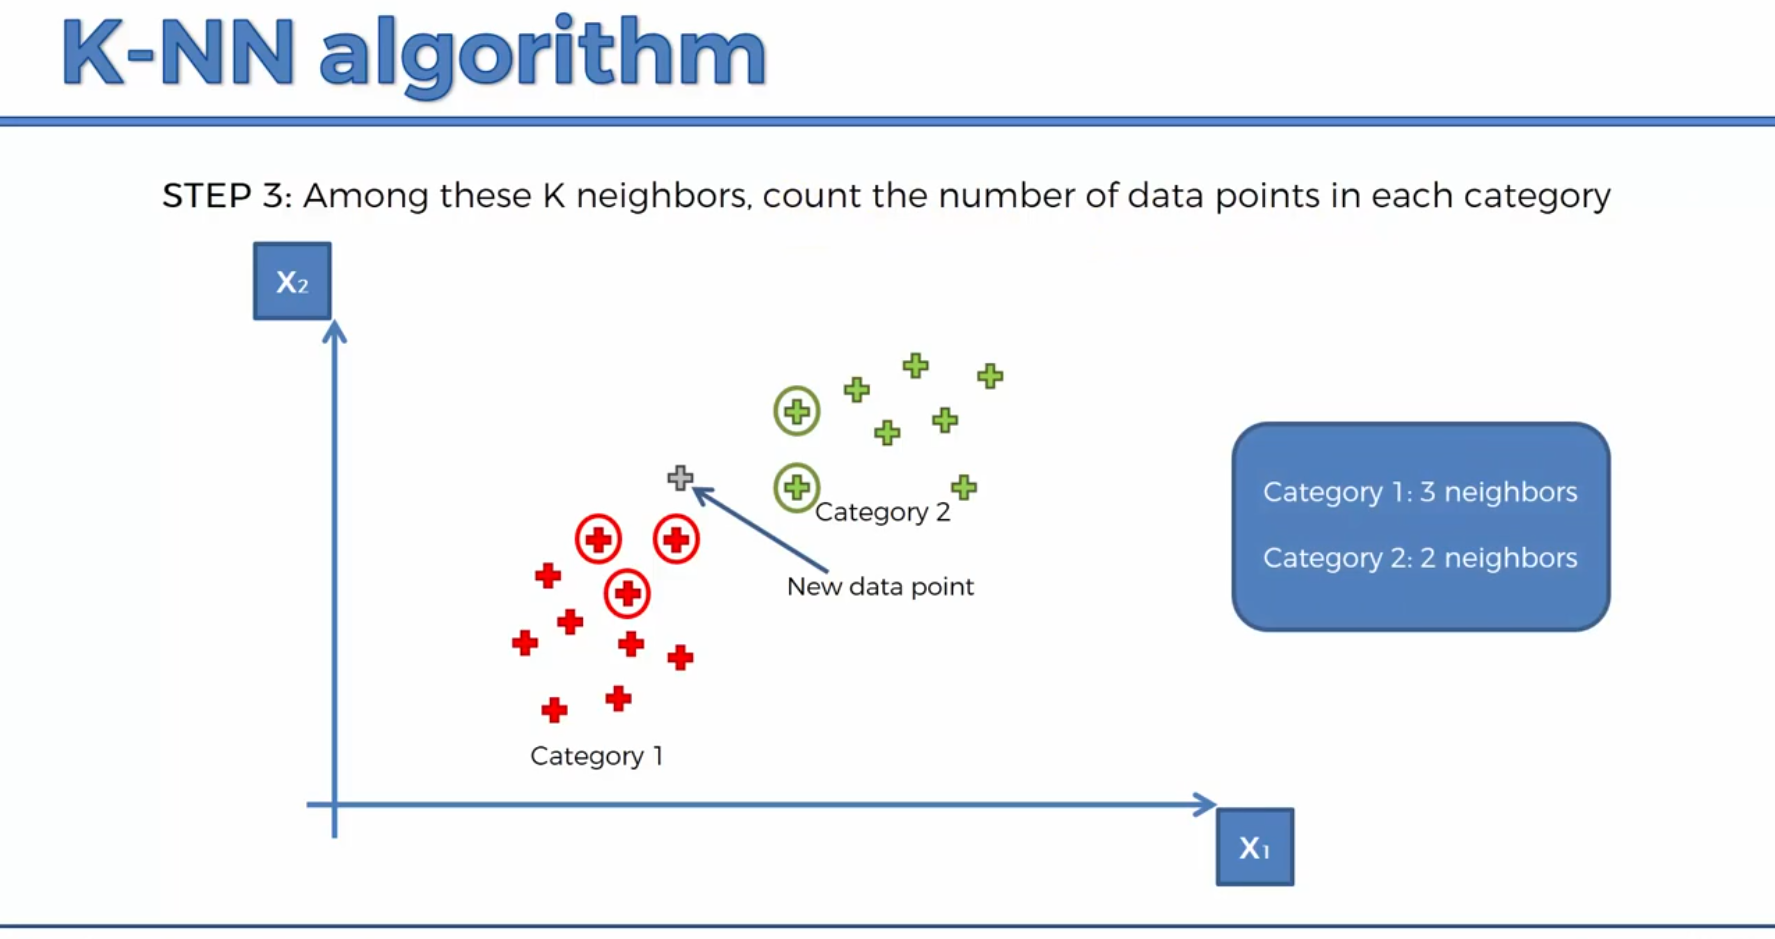 K-NN algorithm
STEP 3: Among these K neighbors, count the number of data points in each category
X₂
Category 2
Category 1: 3 neighbors
Category 2: 2 neighbors
New data point
Category 1
X₁